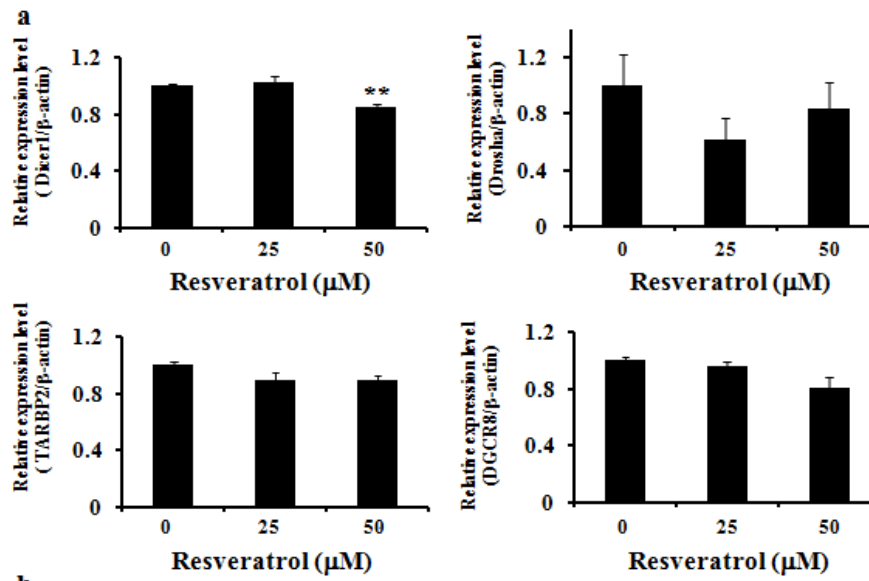 a
Relative expression level
( Dicer1/β-actin)
1.2
0.8
0.4
0
**
0 25 50
Resveratrol (µM)
Relative expression level
(Drosha/β-actin)
1.2
0.8
0.4
0
0 25 50
Resveratrol (µM)
Relative expression level
( TARBP2/β-actin)
1.2
0.8
0.4
0
0 25 50
Resveratrol (µM)
Relative expression level
(DGCR8/β-actin)
1.2
0.8
0.4
0
0 25 50
Resveratrol (µM)